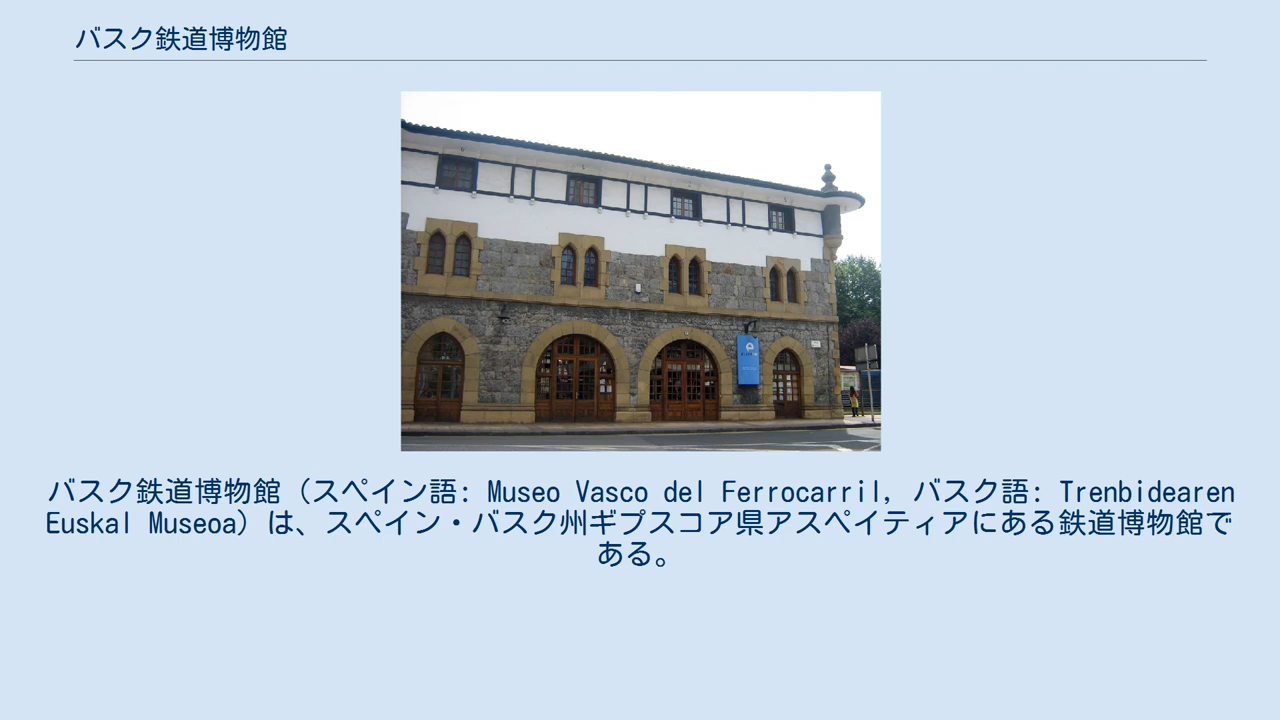 バスク鉄道博物館
バスク鉄道博物館（スペイン語: Museo Vasco del Ferrocarril, バスク語: Trenbidearen
Euskal Museoa）は、スペイン・バスク州ギプスコア県アスペイティアにある鉄道博物館で
ある。